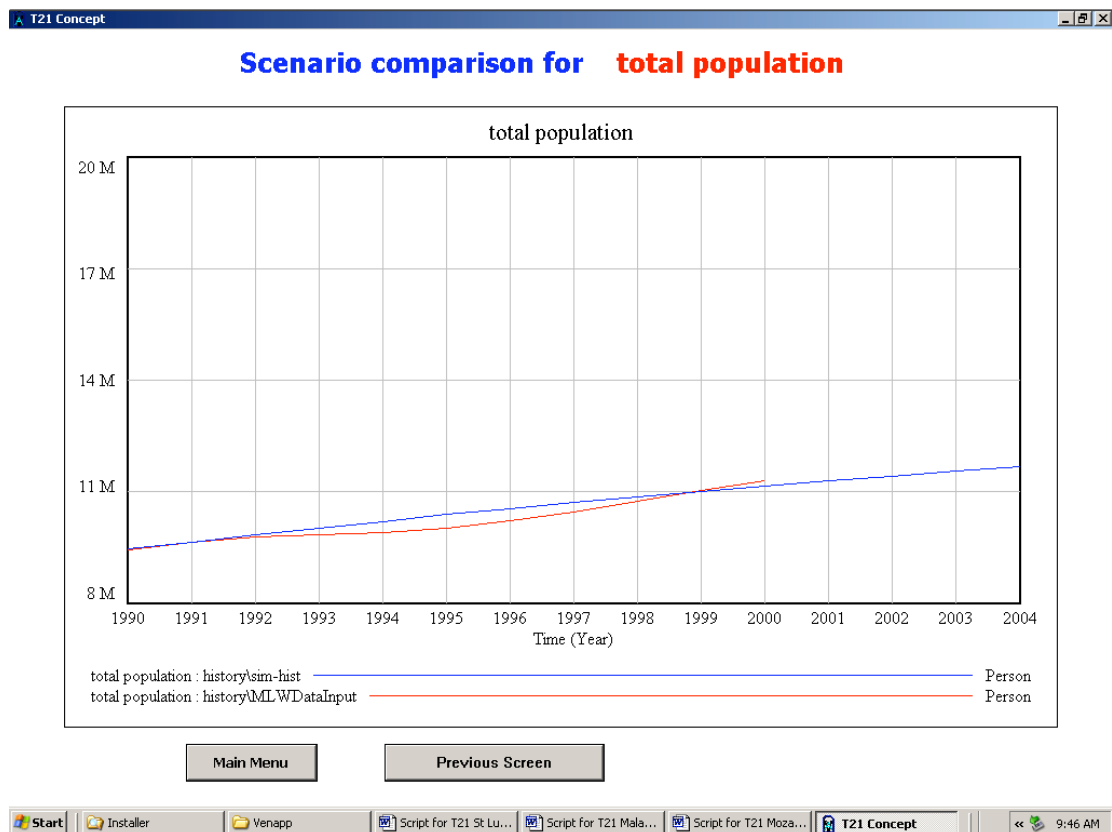 T21 Concept
Scenario comparison for total population
total population
20 M
17 M
14 M
11 M
8 M
1990 1991 1992 1993 1994 1995 1996 1997 1998 1999 2000 2001 2002 2003 2004
Time (Year)
total population : history\sim-hist Person
total population : history\MLWDataInput Person
Main Menu Previous Screen
Start Installer Venapp Script for T21 St Lu... Script for T21 Mala... Script for T21 Moza... T21 Concept « 9:46 AM